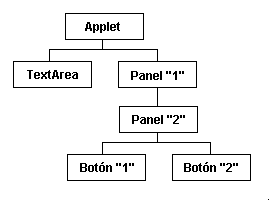 Applet
TextArea
Panel "1"
Panel "2"
Botón "1"
Botón "2"